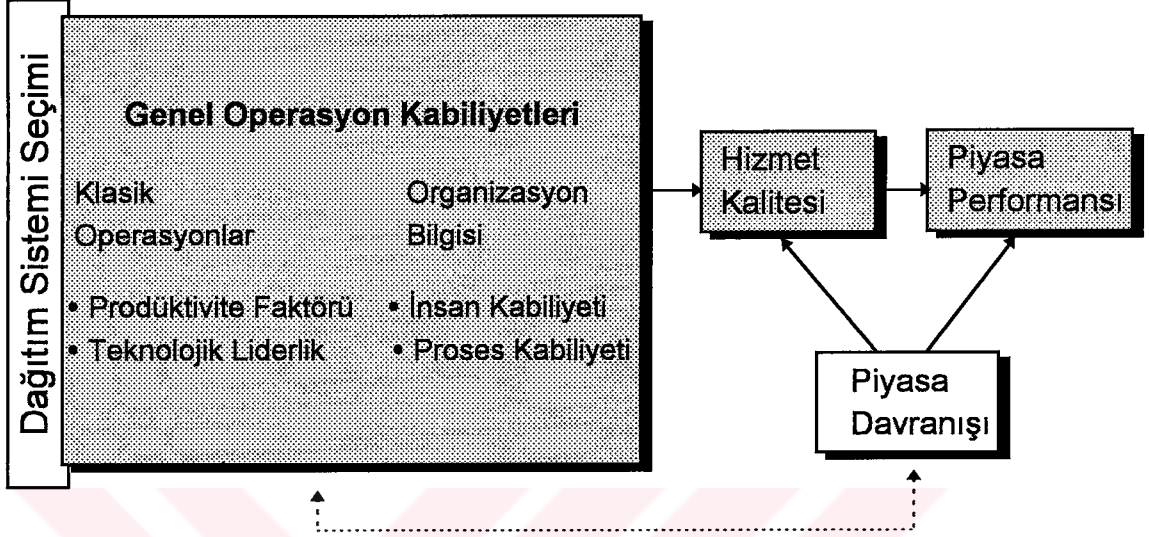 Dağıtım Sistemi Seçimi
Genel Operasyon Kabiliyetleri
Klasik
Operasyonlar
• Prodüktivite Faktörü
• Teknolojik Liderlik
Organizasyon
Bilgisi
• İnsan Kabiliyeti
• Proses Kabiliyeti
Hizmet
Kalitesi
Piyasa
Performansı
Piyasa
Davranışı